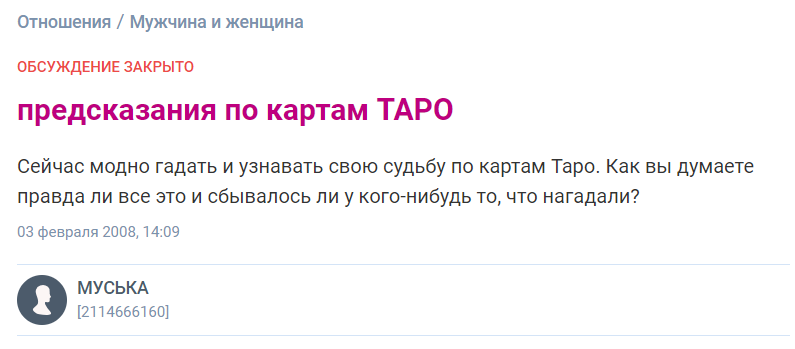 Отношения / Мужчина и женщина
ОБСУЖДЕНИЕ ЗАКРЫТО
предсказания по картам ТАРО
Сейчас модно гадать и узнавать свою судьбу по картам Таро. Как вы думаете
правда ли все это и сбывалось ли у кого-нибудь то, что нагадали?
03 февраля 2008, 14:09
МУСЬКА
[2114666160]